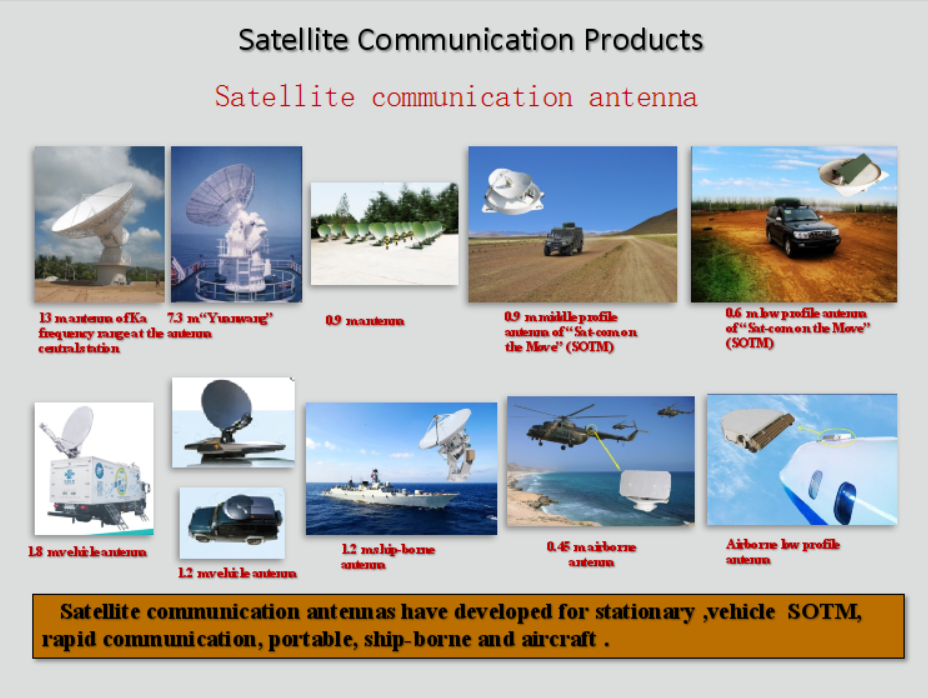 Satellite Communication Products
Satellite communication antenna
13 m antenna of Ka
frequency range at the
central station
7.3 m "Yuanwang"
antenna
0.9 m antenna
0.9 m middle profile
antenna of "Sat-com on
the Move" (SOTM)
0.6 m low profile antenna
of "Sat-com on the Move"
(SOTM)
1.8 m vehicle antenna
1.2 m vehicle antenna
1.2 m ship-borne
antenna
0.45 m airborne
antenna
Airborne low profile
antenna
Satellite communication antennas have developed for stationary ,vehicle SOTM,
rapid communication, portable, ship-borne and aircraft .